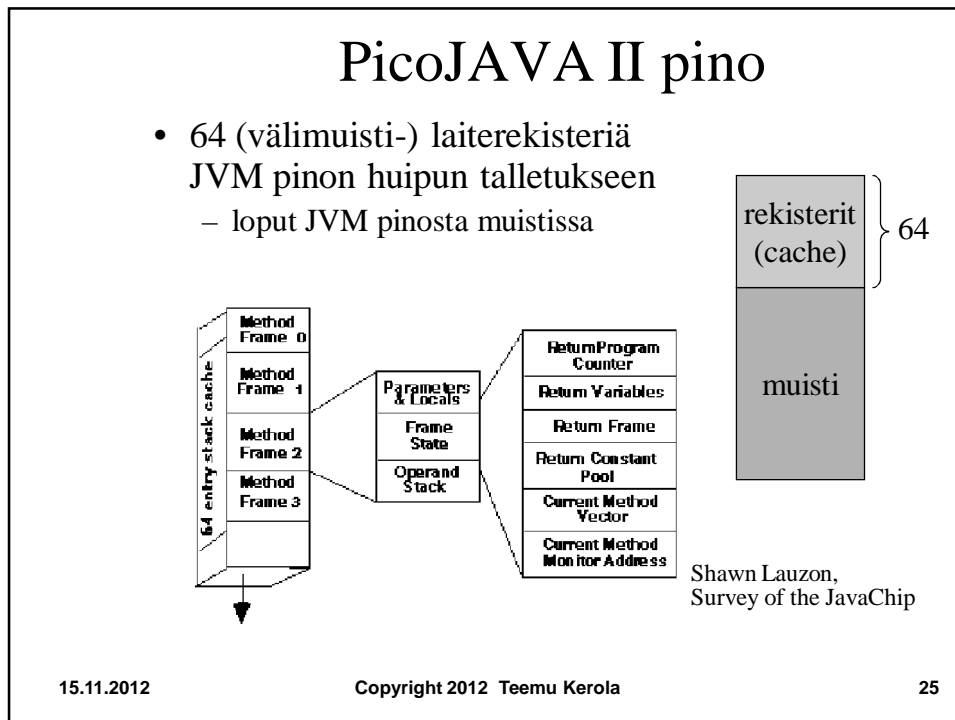 PicoJAVA II pino
• 64 (välimuisti-) laiterekisteriä
JVM pinon huipun talletukseen
– loput JVM pinosta muistissa
rekisterit
(cache)
64
muisti
64 entry stack cache
Method
Frame 0
Method
Frame 1
Method
Frame 2
Method
Frame 3
Parameters
& Locals
Frame
State
Operand
Stack
Return Program
Counter
Return Variables
Return Frame
Return Constant
Pool
Current Method
Vector
Current Method
Monitor Address
Shawn Lauzon,
Survey of the JavaChip
15.11.2012 Copyright 2012 Teemu Kerola 25